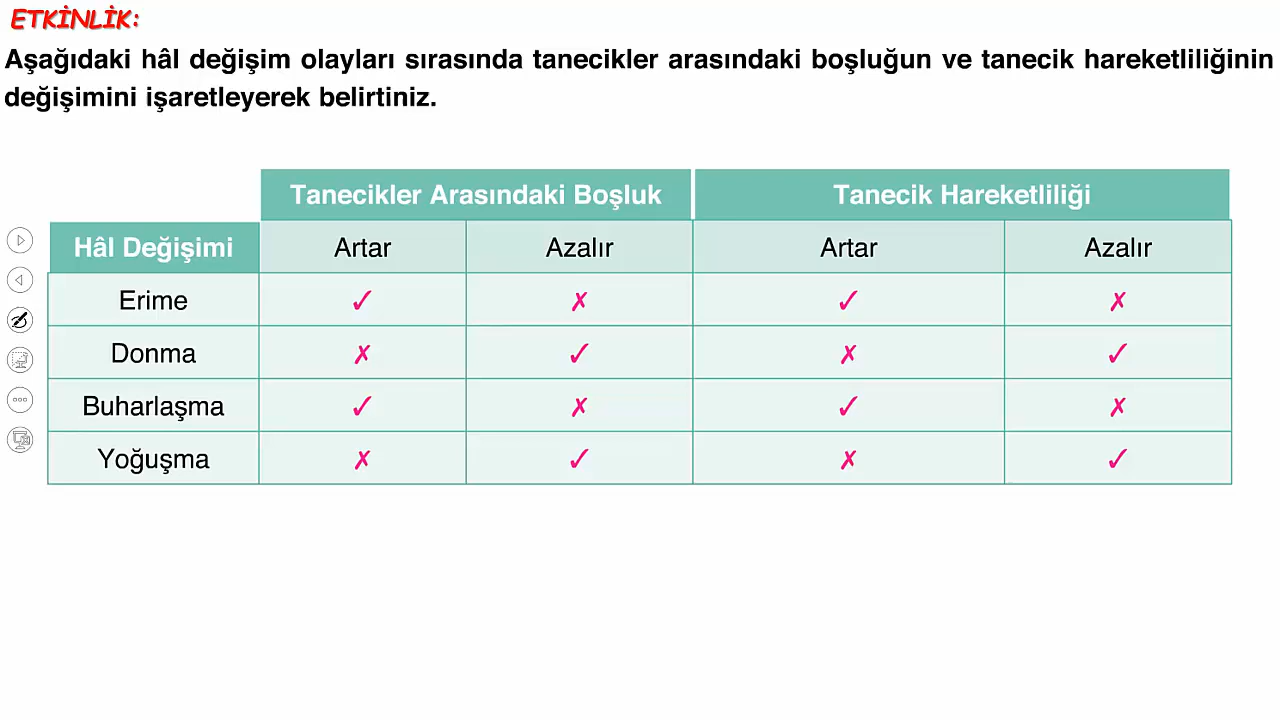 ETKİNLİK:
Aşağıdaki hâl değişim olayları sırasında tanecikler arasındaki boşluğun ve tanecik hareketliliğinin
değişimini işaretleyerek belirtiniz.
Tanecikler Arasındaki Boşluk Tanecik Hareketliliği
Hâl Değişimi Artar Azalır Artar Azalır
Erime ✓ ✗ ✓ ✗
Donma ✗ ✓ ✗ ✓
Buharlaşma ✓ ✗ ✓ ✗
Yoğuşma ✗ ✓ ✗ ✓